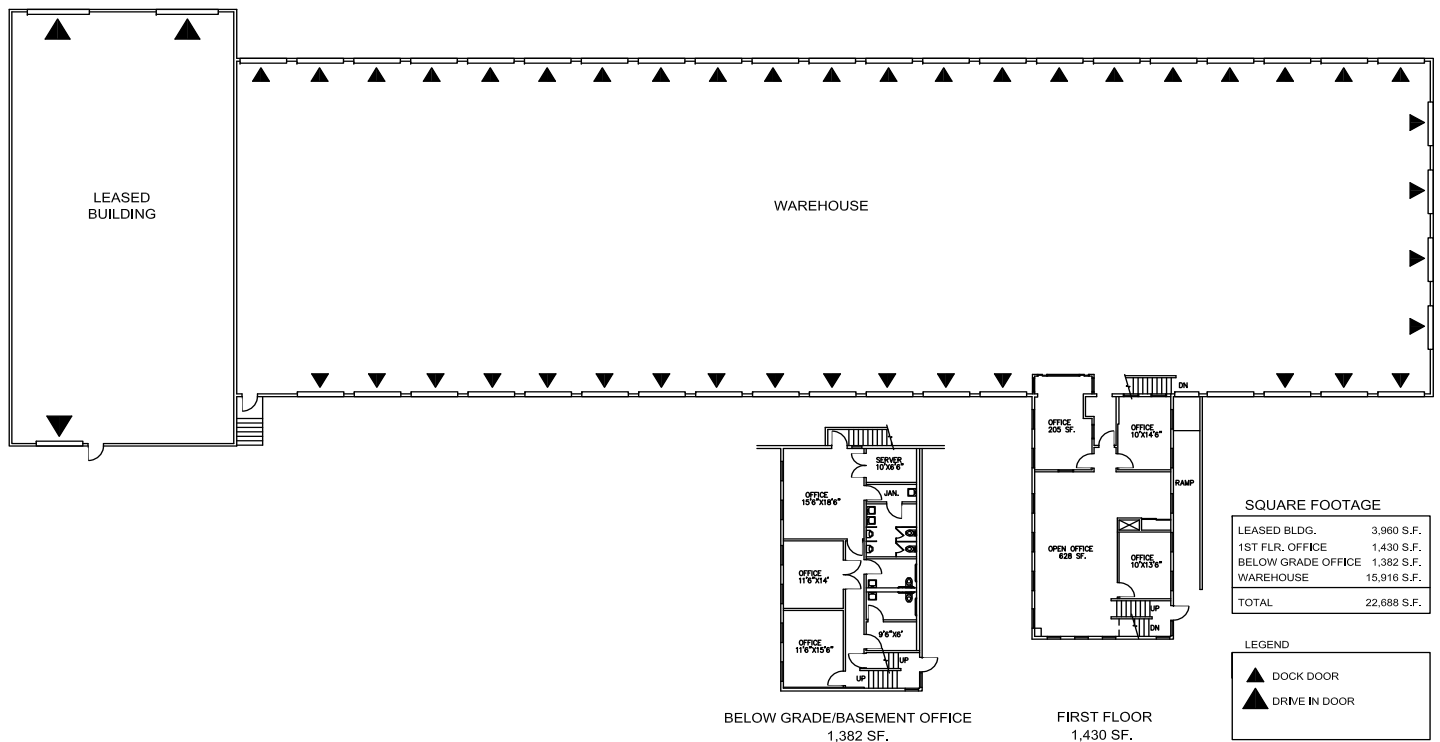 LEASED
BUILDING
WAREHOUSE
DN
OFFICE
205 SF.
OFFICE
10'X14'6"
RAMP
OPEN OFFICE
628 SF.
OFFICE
10'X13'6"
UP
DN
SERVER
10'X6'6"
JAN.
OFFICE
15'6"X18'6"
OFFICE
11'6"X14'
OFFICE
11'6"X15'6"
9'6"X6'
UP
UP
BELOW GRADE/BASEMENT OFFICE
1,382 SF.
FIRST FLOOR
1,430 SF.
SQUARE FOOTAGE
LEASED BLDG. 3,960 S.F.
1ST FLR. OFFICE 1,430 S.F.
BELOW GRADE OFFICE 1,382 S.F.
WAREHOUSE 15,916 S.F.
TOTAL 22,688 S.F.
LEGEND
DOCK DOOR
DRIVE IN DOOR